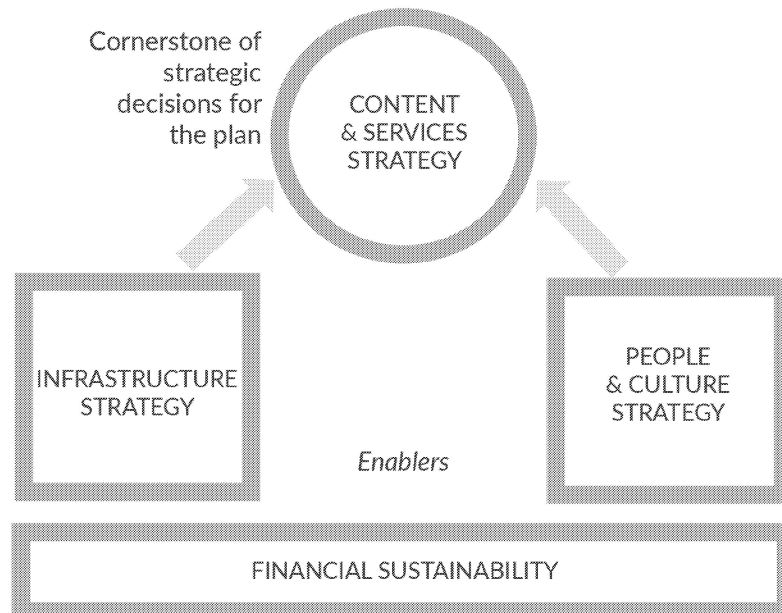 Cornerstone of
strategic
decisions for
the plan
CONTENT
& SERVICES
STRATEGY
INFRASTRUCTURE
STRATEGY
PEOPLE
& CULTURE
STRATEGY
Enablers
FINANCIAL SUSTAINABILITY